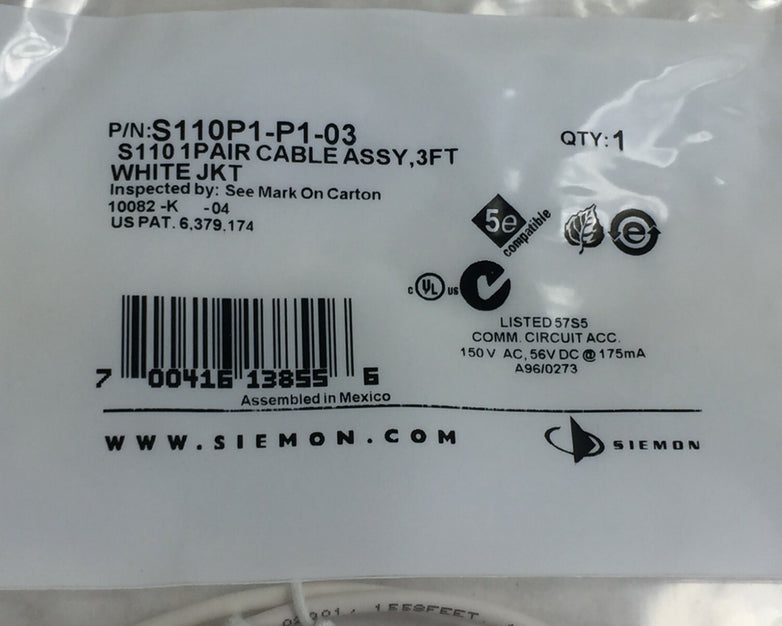 P/N:S110P1-P1-03
QTY:1
S110 1PAIR CABLE ASSY,3FT
WHITE JKT
Inspected by: See Mark On Carton
10082 -K -04
US PAT. 6,379,174
5e
compatible
e
C UL US
LISTED 57S5
COMM. CIRCUIT ACC.
150V AC, 56V DC @ 175mA
A96/0273
7 00416 13855 6
Assembled in Mexico
WWW.SIEMON.COM
SIEMON
1558FEET